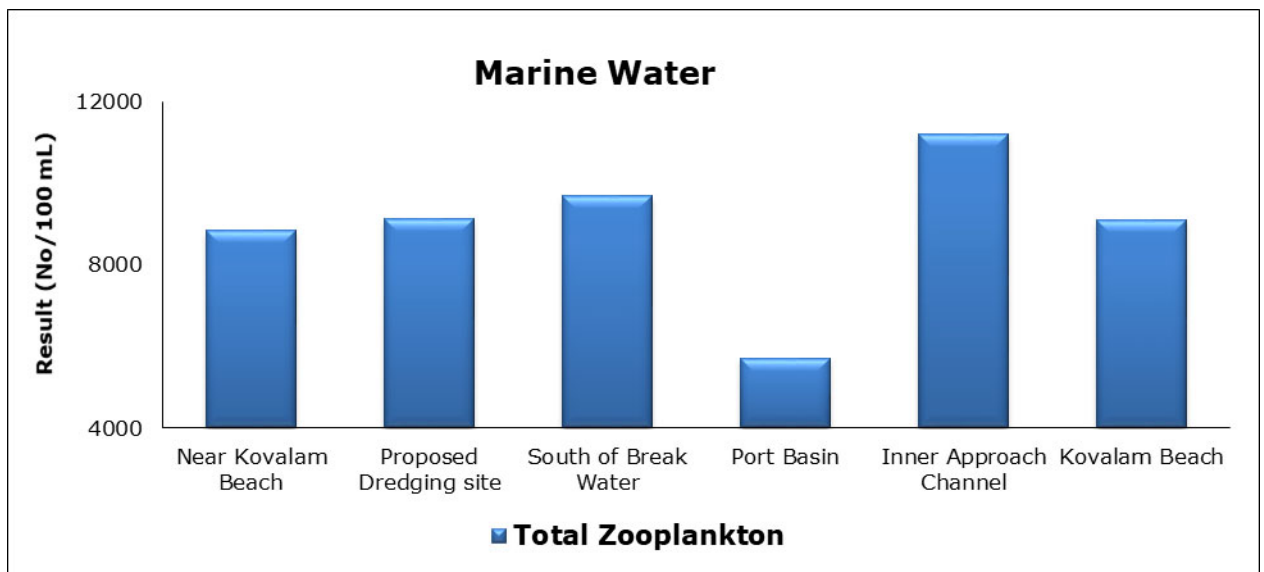 Marine Water
Result (No/100 mL)
12000
8000
4000
Near Kovalam
Beach
Proposed
Dredging site
South of Break
Water
Port Basin
Inner Approach
Channel
Kovalam Beach
Total Zooplankton